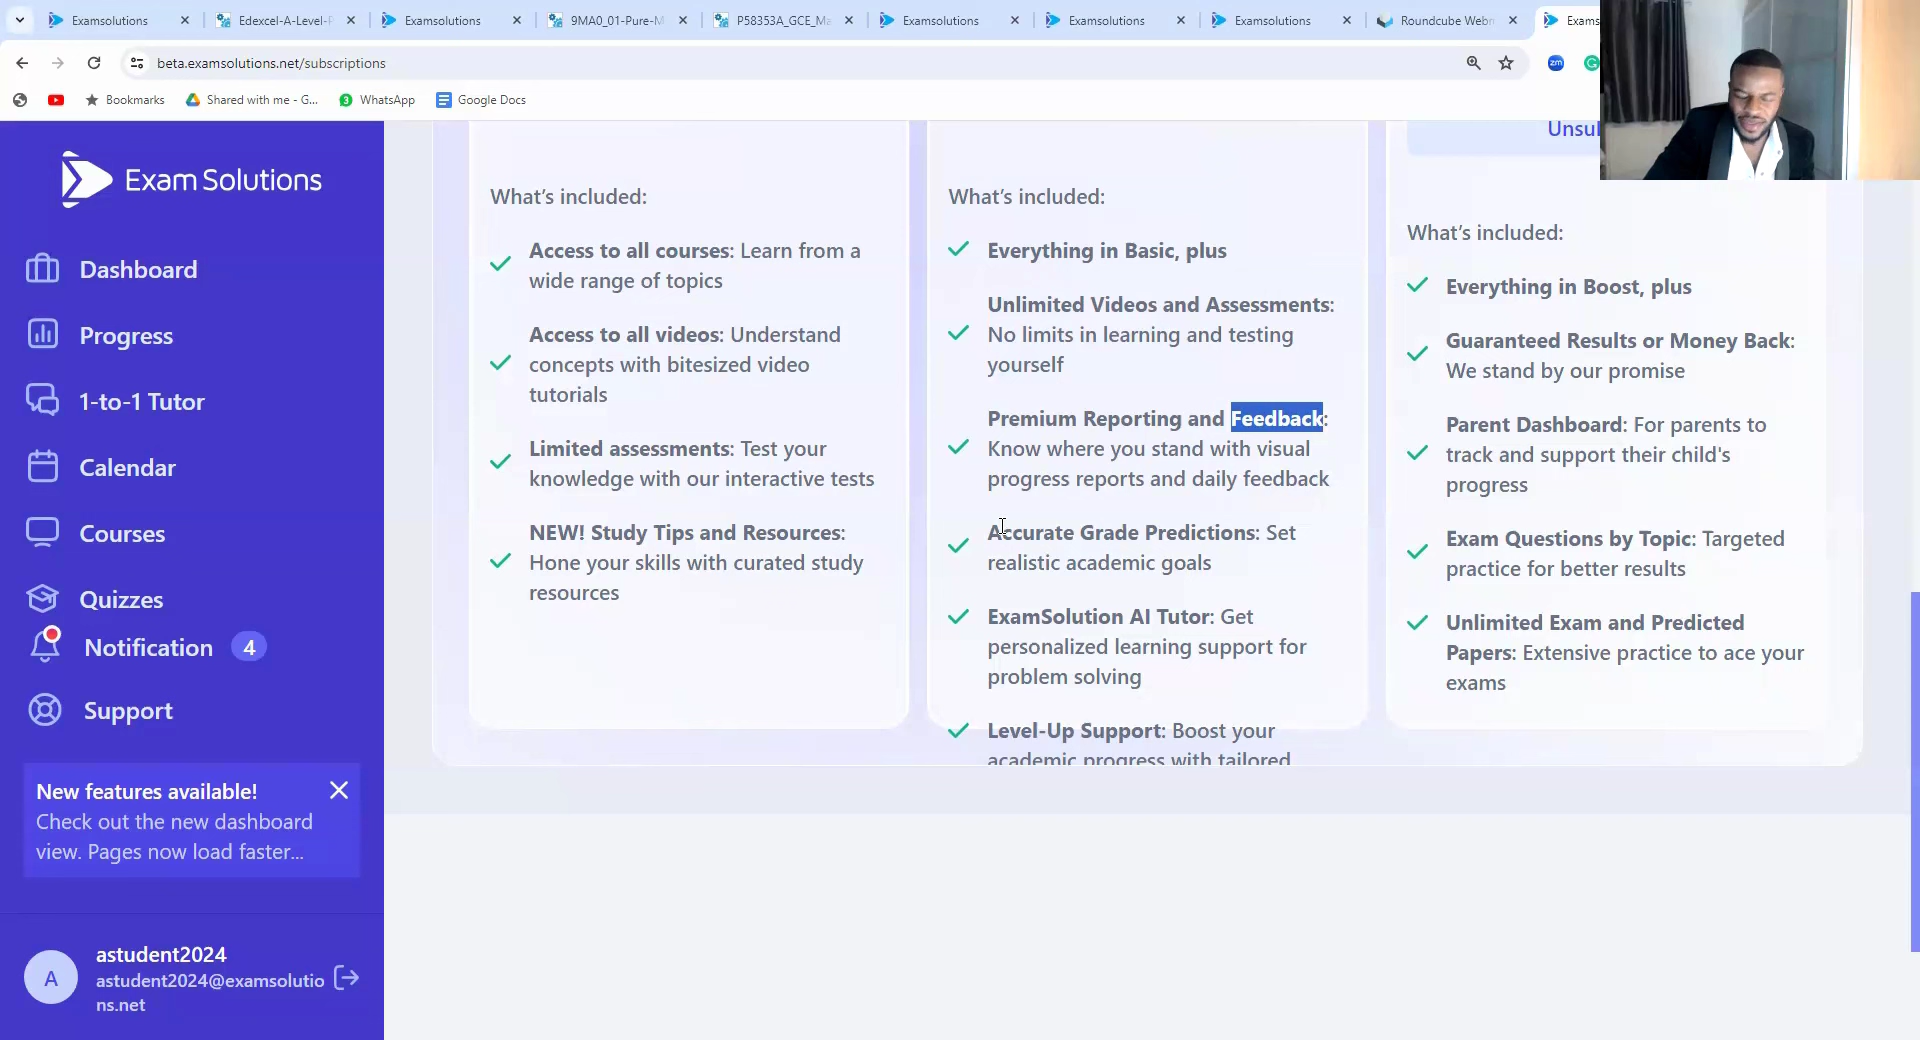 Examsolutions
Edexcel-A-Level-P
Examsolutions
9MA0_01-Pure-M
P58353A_GCE_Ma
Examsolutions
Examsolutions
Examsolutions
Roundcube Webm
Exams
beta.examsolutions.net/subscriptions
zm
G
Bookmarks
Shared with me - G...
3
WhatsApp
Google Docs
Exam Solutions
Dashboard
Progress
1-to-1 Tutor
Calendar
Courses
Quizzes
Notification
4
Support
New features available!
Check out the new dashboard
view. Pages now load faster...
A
astudent2024
astudent2024@examsolutio
ns.net
What's included:
Access to all courses: Learn from a
wide range of topics
Access to all videos: Understand
concepts with bitesized video
tutorials
Limited assessments: Test your
knowledge with our interactive tests
NEW! Study Tips and Resources:
Hone your skills with curated study
resources
What's included:
Everything in Basic, plus
Unlimited Videos and Assessments:
No limits in learning and testing
yourself
Premium Reporting and Feedback:
Know where you stand with visual
progress reports and daily feedback
Accurate Grade Predictions: Set
realistic academic goals
ExamSolution AI Tutor: Get
personalized learning support for
problem solving
Level-Up Support: Boost your
academic progress with tailored
Unsu
What's included:
Everything in Boost, plus
Guaranteed Results or Money Back:
We stand by our promise
Parent Dashboard: For parents to
track and support their child's
progress
Exam Questions by Topic: Targeted
practice for better results
Unlimited Exam and Predicted
Papers: Extensive practice to ace your
exams